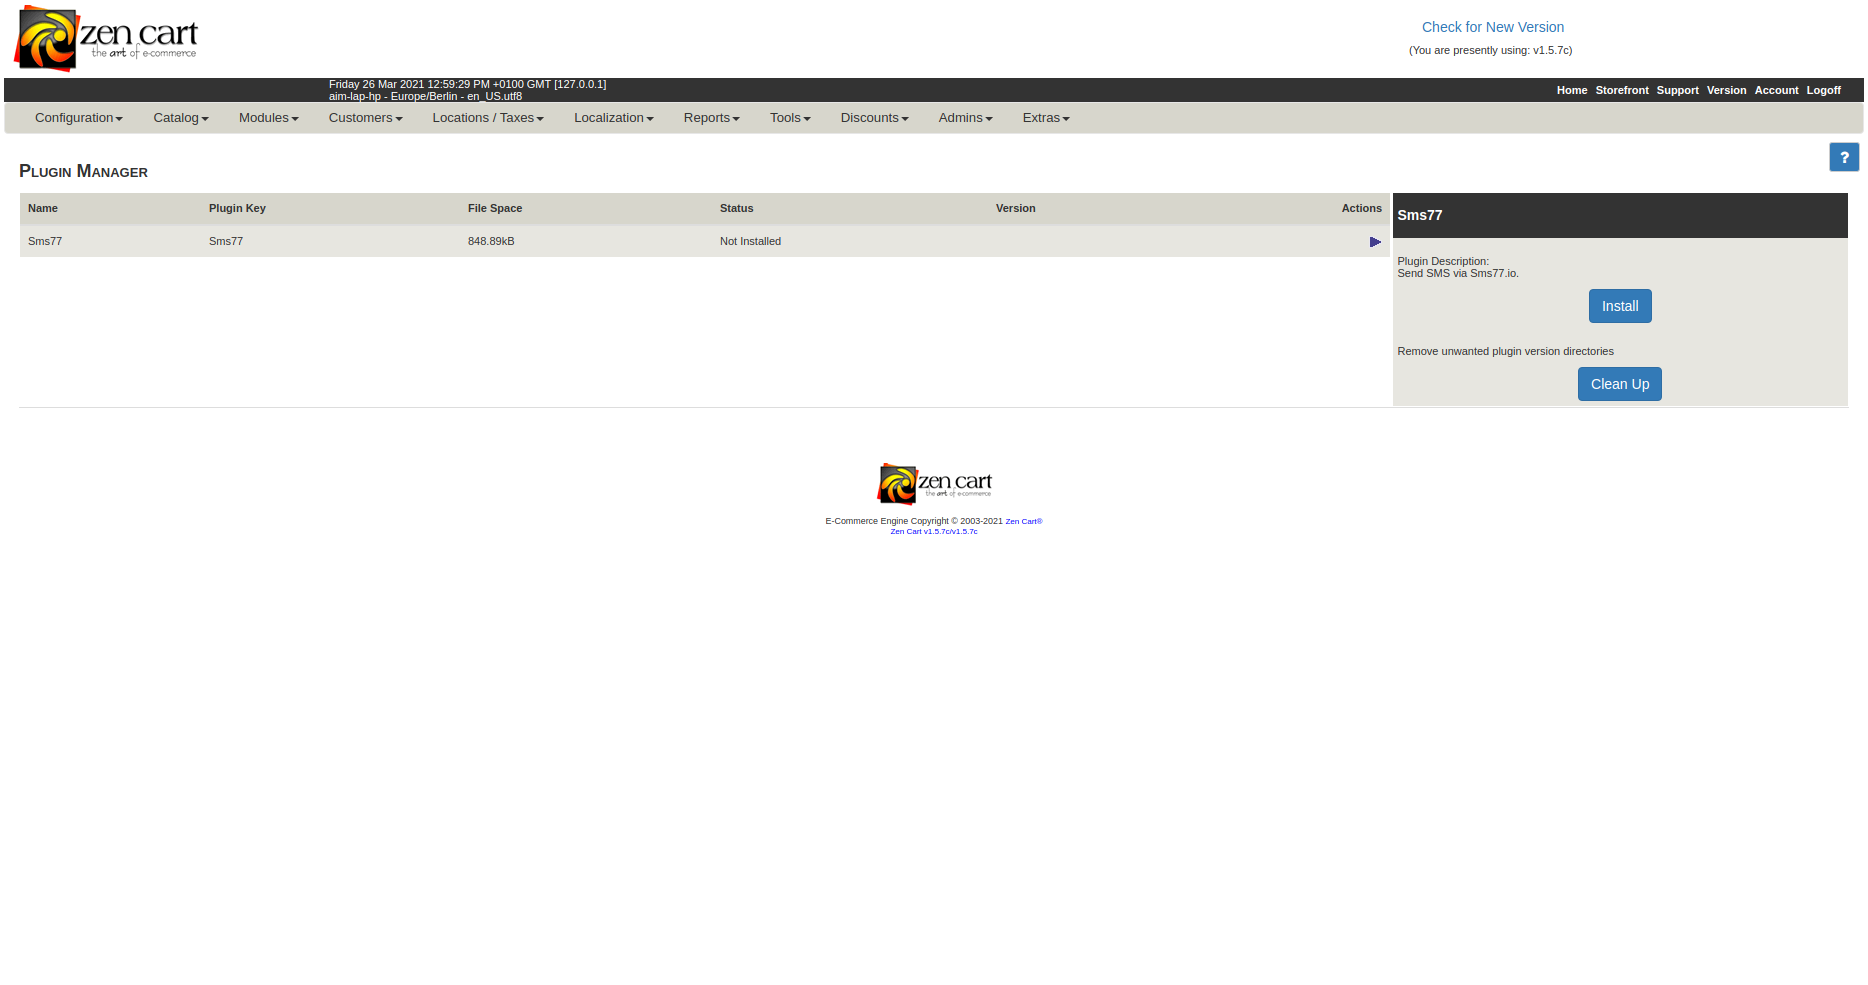 zen cart
the art of e-commerce
Check for New Version
(You are presently using: v1.5.7c)
Friday 26 Mar 2021 12:59:29 PM +0100 GMT [127.0.0.1]
aim-lap-hp - Europe/Berlin - en_US.utf8
Home Storefront Support Version Account Logoff
Configuration Catalog Modules Customers Locations / Taxes Localization Reports Tools Discounts Admins Extras
?
Plugin Manager
Name Plugin Key File Space Status Version Actions
Sms77 Sms77 848.89kB Not Installed
Sms77
Plugin Description:
Send SMS via Sms77.io.
Install
Remove unwanted plugin version directories
Clean Up
zen cart
the art of e-commerce
E-Commerce Engine Copyright © 2003-2021 Zen Cart®
Zen Cart v1.5.7c/v1.5.7c